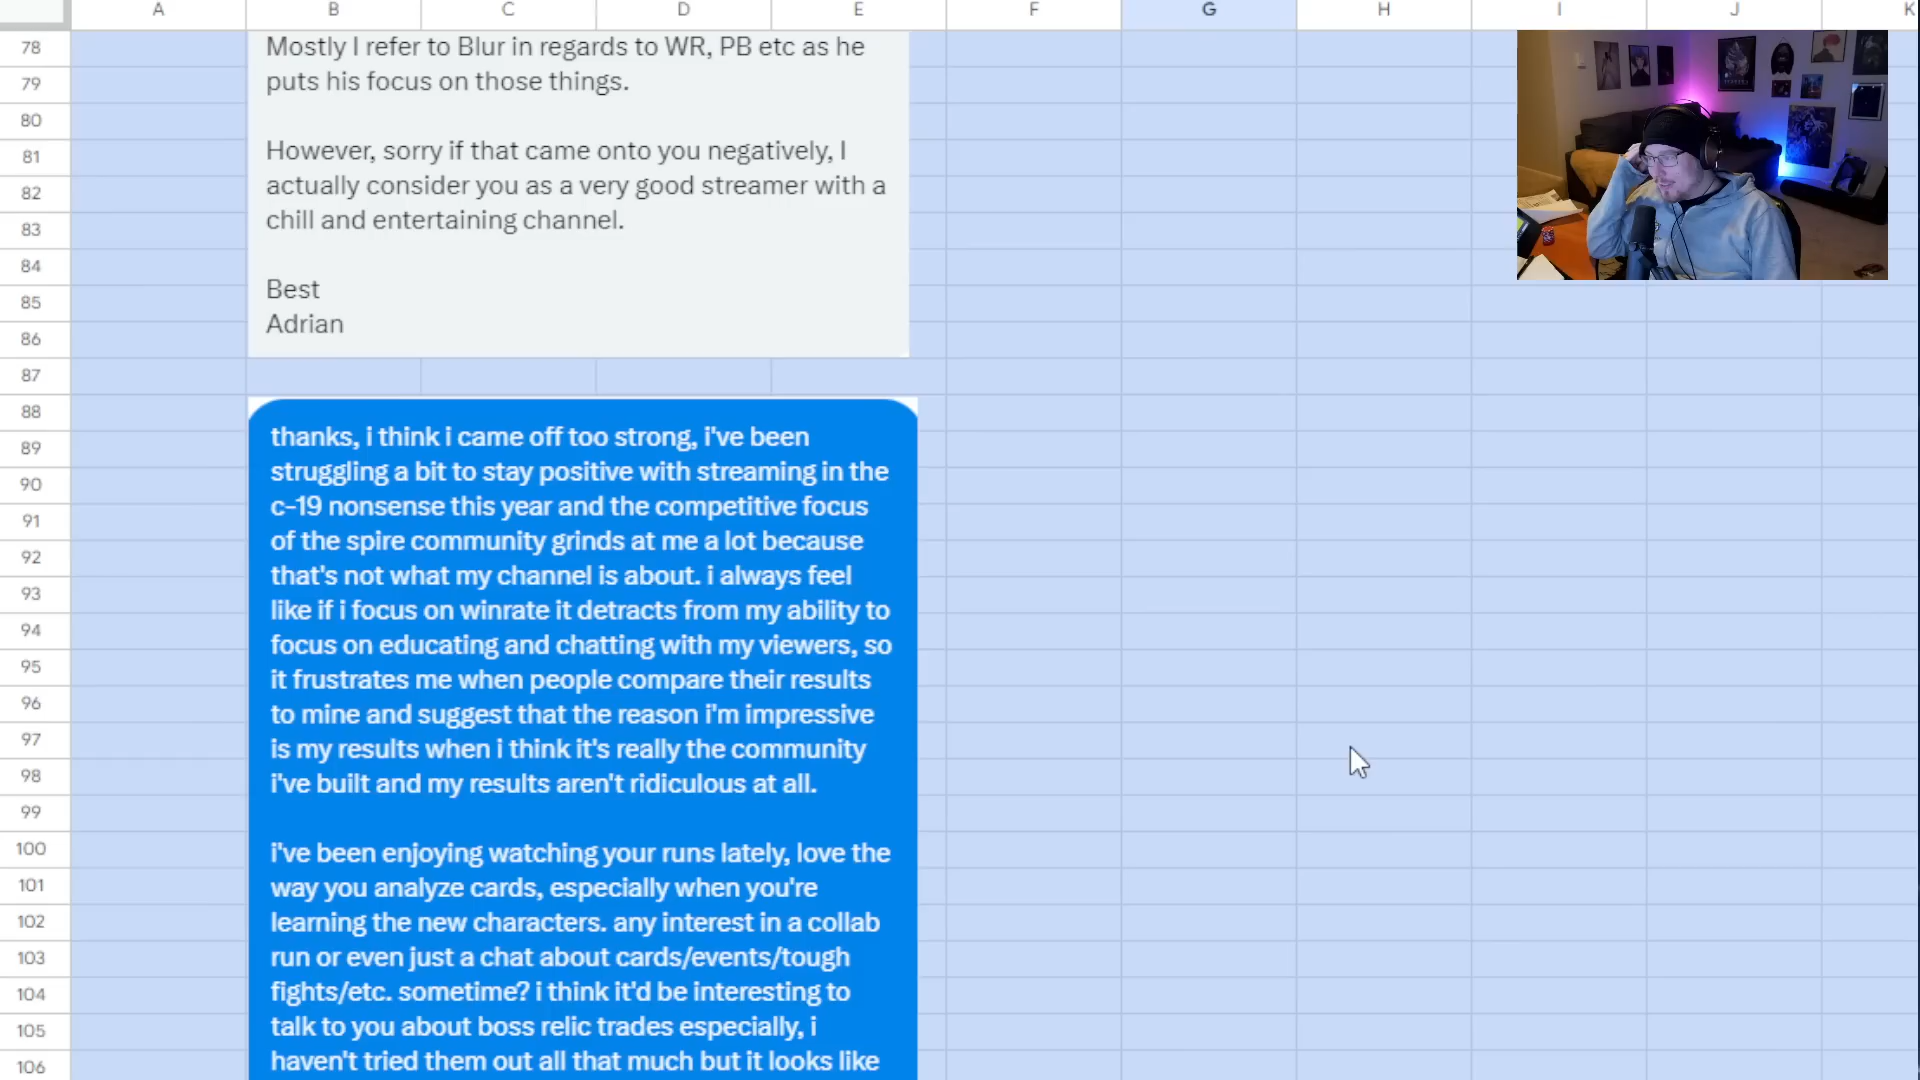 A B C D E F G H I J K
78
79
80
81
82
83
84
85
86
87
88
89
90
91
92
93
94
95
96
97
98
99
100
101
102
103
104
105
106
Mostly I refer to Blur in regards to WR, PB etc as he
puts his focus on those things.
However, sorry if that came onto you negatively, I
actually consider you as a very good streamer with a
chill and entertaining channel.
Best
Adrian
thanks, i think i came off too strong, i've been
struggling a bit to stay positive with streaming in the
c-19 nonsense this year and the competitive focus
of the spire community grinds at me a lot because
that's not what my channel is about. i always feel
like if i focus on winrate it detracts from my ability to
focus on educating and chatting with my viewers, so
it frustrates me when people compare their results
to mine and suggest that the reason i'm impressive
is my results when i think it's really the community
i've built and my results aren't ridiculous at all.
i've been enjoying watching your runs lately, love the
way you analyze cards, especially when you're
learning the new characters. any interest in a collab
run or even just a chat about cards/events/tough
fights/etc. sometime? i think it'd be interesting to
talk to you about boss relic trades especially, i
haven't tried them out all that much but it looks like